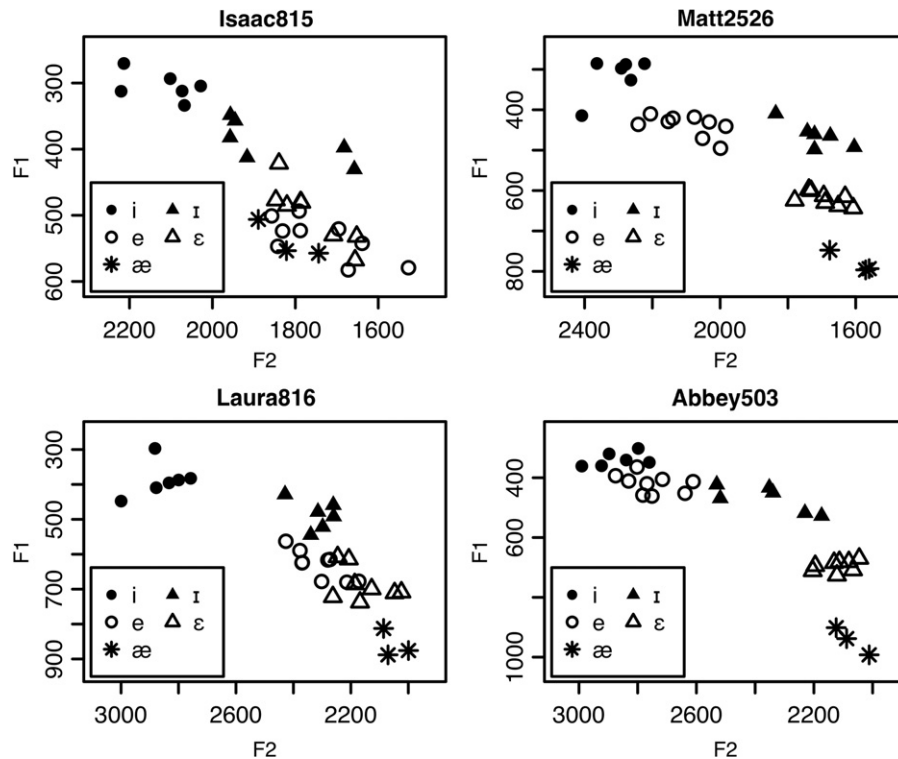 Isaac815
F1
300
400
500
600
i ɪ
e ɛ
æ
2200 2000 1800 1600
F2
Matt2526
F1
400
600
800
i ɪ
e ɛ
æ
2400 2000 1600
F2
Laura816
F1
300
500
700
900
i ɪ
e ɛ
æ
3000 2600 2200
F2
Abbey503
F1
400
600
800
1000
i ɪ
e ɛ
æ
3000 2600 2200
F2